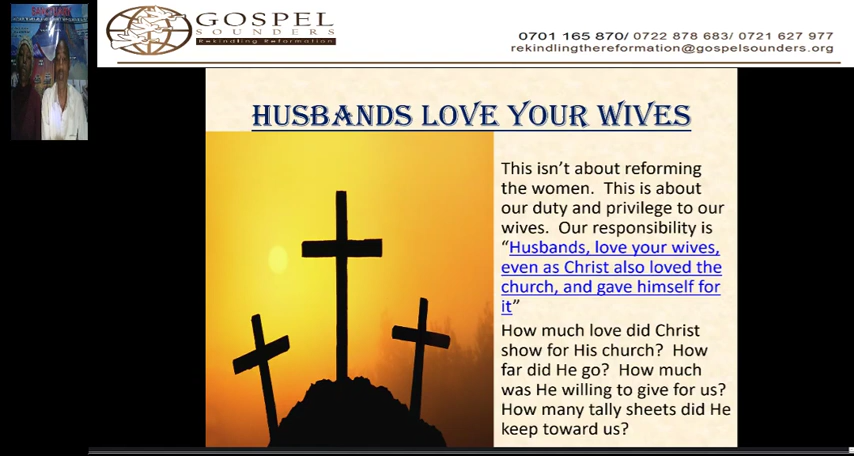 GOSPEL
SOUNDERS
Rekindling Reformation
0701 165 870/ 0722 878 683/ 0721 627 977
rekindlingthereformation@gospelsounders.org
HUSBANDS LOVE YOUR WIVES
This isn’t about reforming
the women. This is about
our duty and privilege to our
wives. Our responsibility is
“Husbands, love your wives,
even as Christ also loved the
church, and gave himself for
it”
How much love did Christ
show for His church? How
far did He go? How much
was He willing to give for us?
How many tally sheets did He
keep toward us?